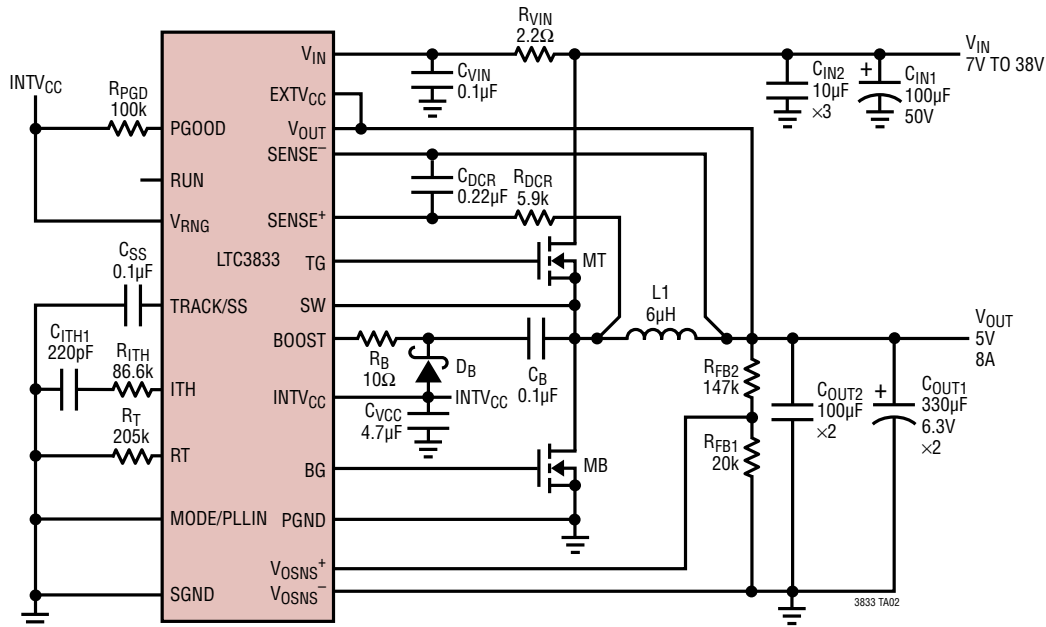 INTVCC
RPGD
100k
CSS
0.1µF
CITH1
220pF
RITH
86.6k
RT
205k
VIN
EXTVCC
VOUT
SENSE–
SENSE+
PGOOD
RUN
VRNG
LTC3833
TG
TRACK/SS
SW
BOOST
ITH
INTVCC
RT
BG
MODE/PLLIN
PGND
VOSNS+
SGND
VOSNS–
RVIN
2.2Ω
CVIN
0.1µF
CDCR
0.22µF
RDCR
5.9k
MT
L1
6µH
RB
10Ω
DB
CB
0.1µF
INTVCC
CVCC
4.7µF
MB
RFB2
147k
RFB1
20k
VIN
7V TO 38V
CIN2
10µF
×3
+
CIN1
100µF
50V
VOUT
5V
8A
COUT2
100µF
×2
+
COUT1
330µF
6.3V
×2
3833 TA02